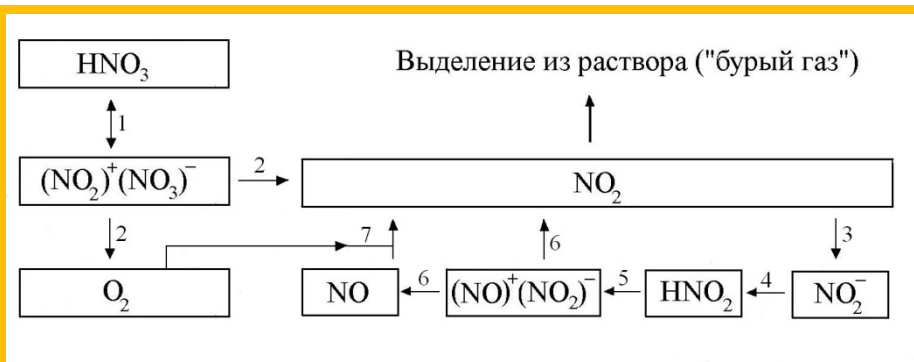 HNO₃
Выделение из раствора ("бурый газ")
1
(NO₂)⁺(NO₃)⁻
2
NO₂
2
7
6
3
O₂
NO
6
(NO)⁺(NO₂)⁻
5
HNO₂
4
NO₂⁻